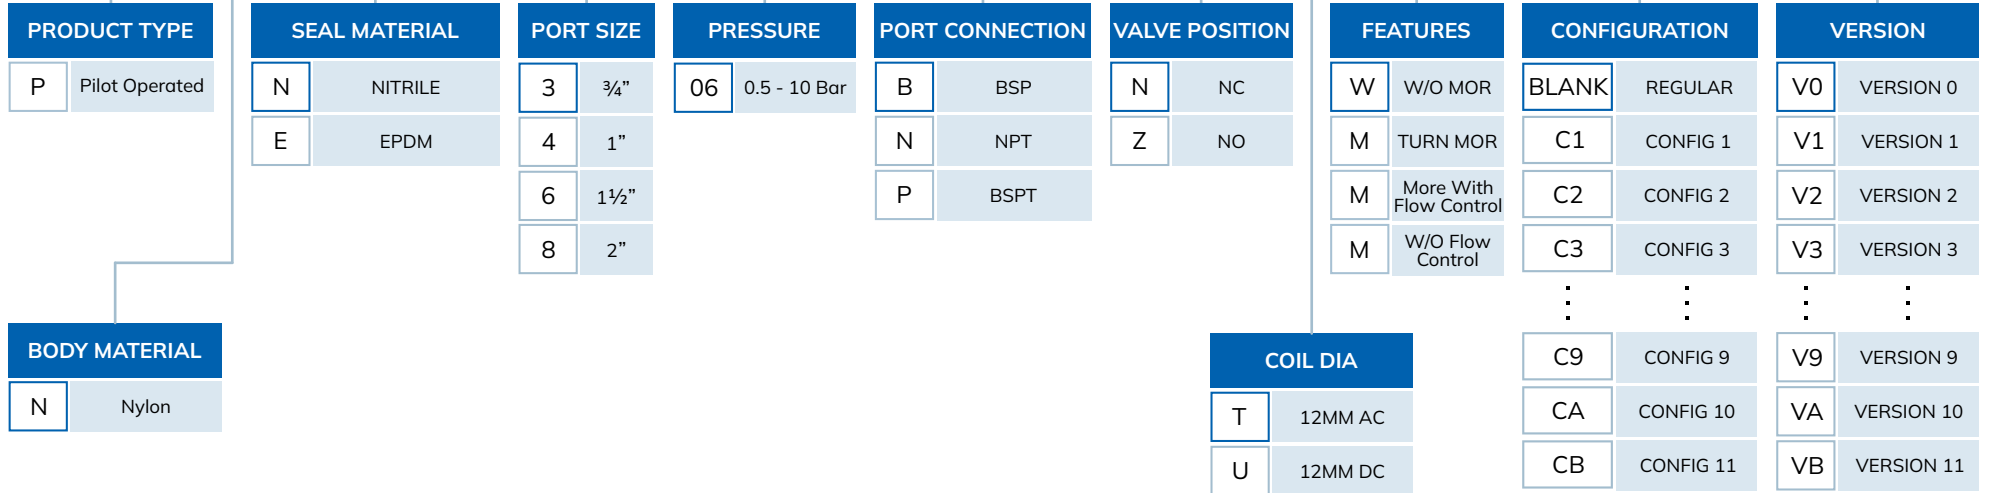 PRODUCT TYPE
P Pilot Operated
BODY MATERIAL
N Nylon
SEAL MATERIAL
N NITRILE
E EPDM
PORT SIZE
3 ¾”
4 1”
6 1½”
8 2”
PRESSURE
06 0.5 - 10 Bar
PORT CONNECTION
B BSP
N NPT
P BSPT
VALVE POSITION
N NC
Z NO
COIL DIA
T 12MM AC
U 12MM DC
FEATURES
W W/O MOR
M TURN MOR
M More With
Flow Control
M W/O Flow
Control
CONFIGURATION
BLANK REGULAR
C1 CONFIG 1
C2 CONFIG 2
C3 CONFIG 3
C9 CONFIG 9
CA CONFIG 10
CB CONFIG 11
VERSION
V0 VERSION 0
V1 VERSION 1
V2 VERSION 2
V3 VERSION 3
V9 VERSION 9
VA VERSION 10
VB VERSION 11